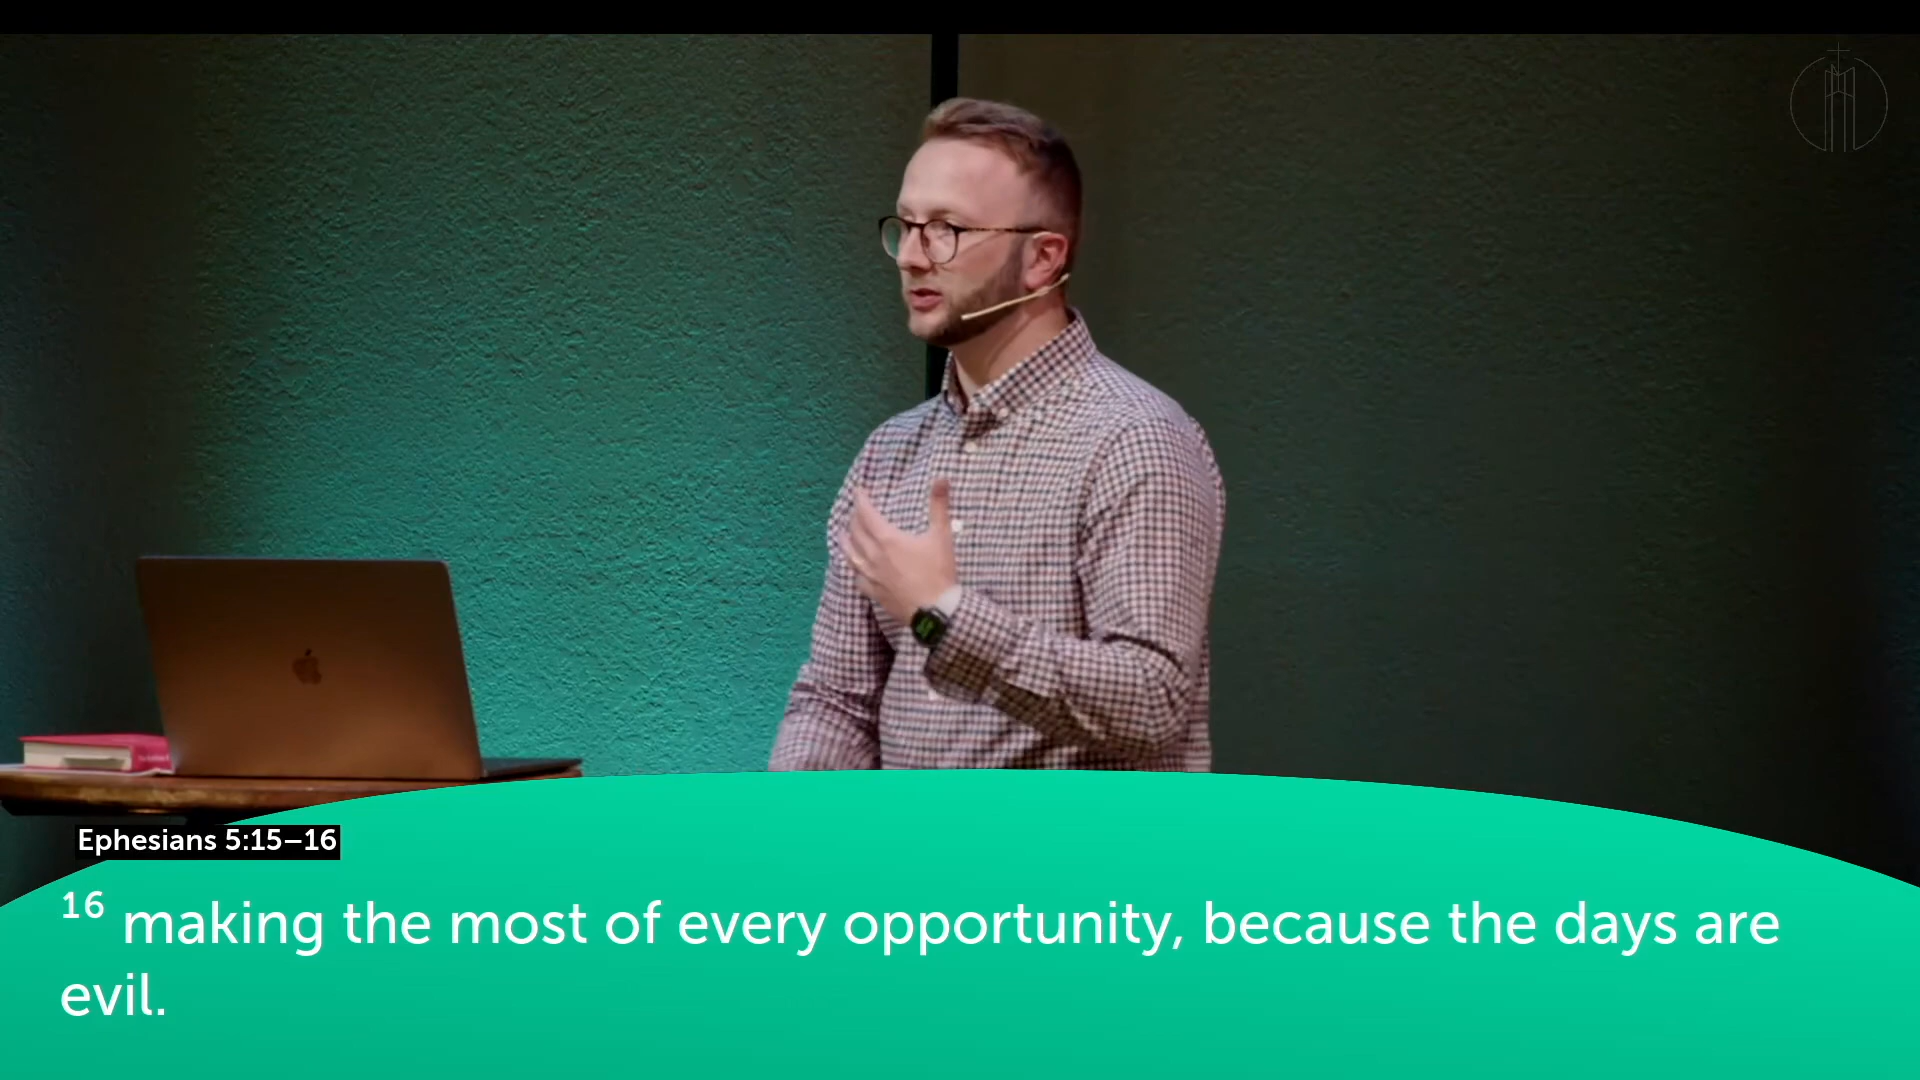 Ephesians 5:15–16
16 making the most of every opportunity, because the days are
evil.